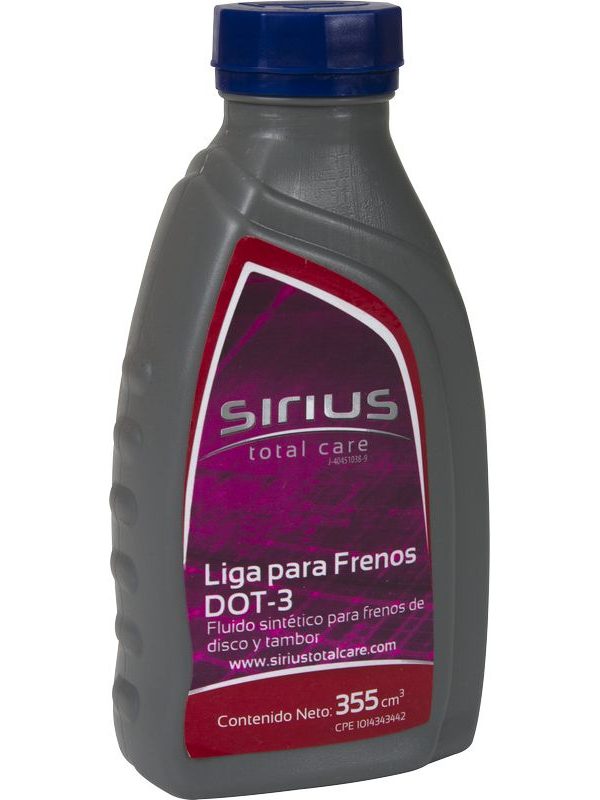 sirius
total care
J-40451038-9
Liga para Frenos
DOT-3
Fluido sintético para frenos de
disco y tambor
www.siriustotalcare.com
Contenido Neto: 355 cm³
CPE 1014343442